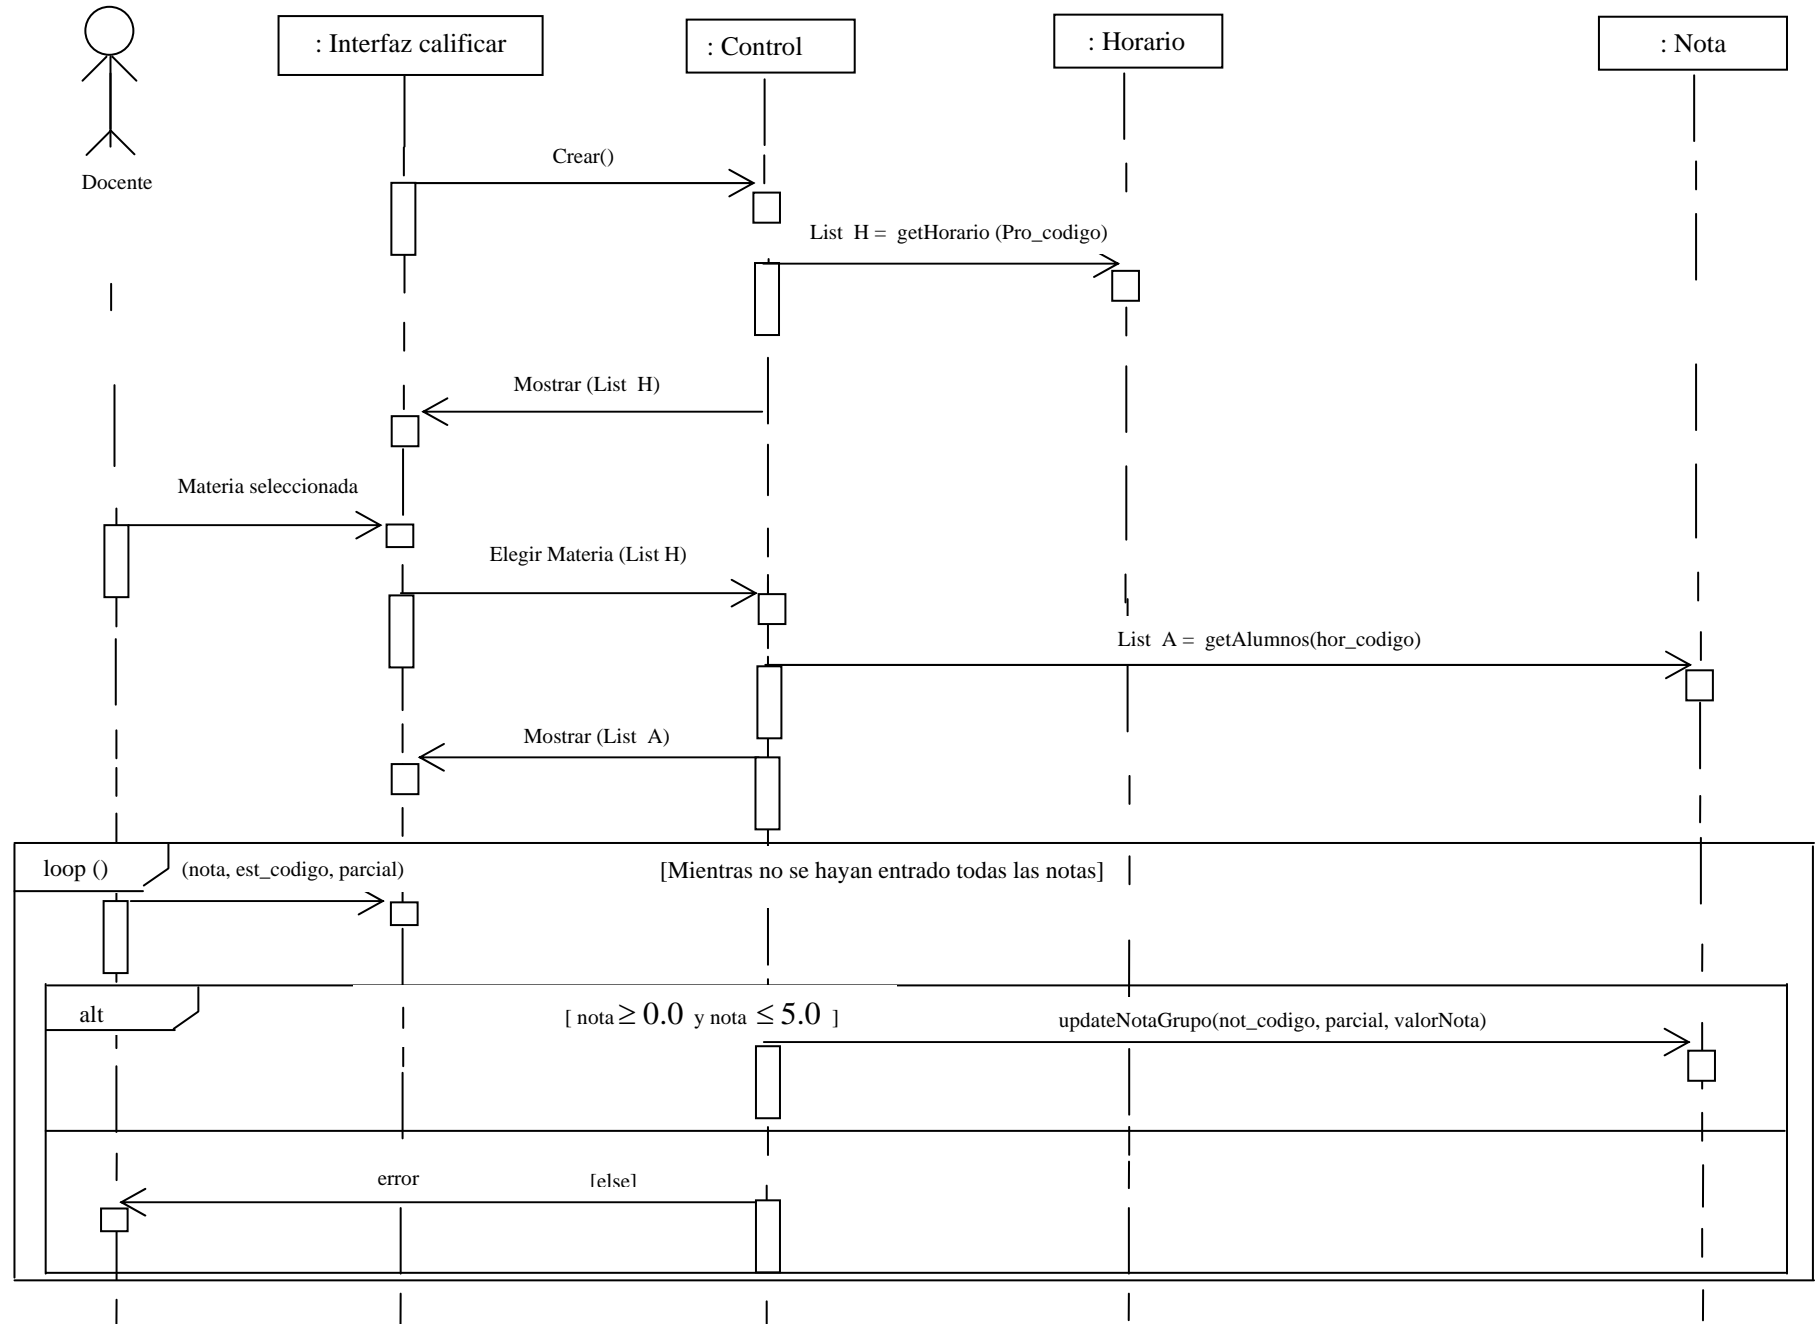 : Interfaz calificar
: Control
: Horario
: Nota
Docente
Crear()
List H = getHorario (Pro_codigo)
Mostrar (List H)
Materia seleccionada
Elegir Materia (List H)
List A = getAlumnos(hor_codigo)
Mostrar (List A)
loop ()
(nota, est_codigo, parcial)
[Mientras no se hayan entrado todas las notas]
alt
[ nota ≥ 0.0 y nota ≤ 5.0 ]
updateNotaGrupo(not_codigo, parcial, valorNota)
error
[else]